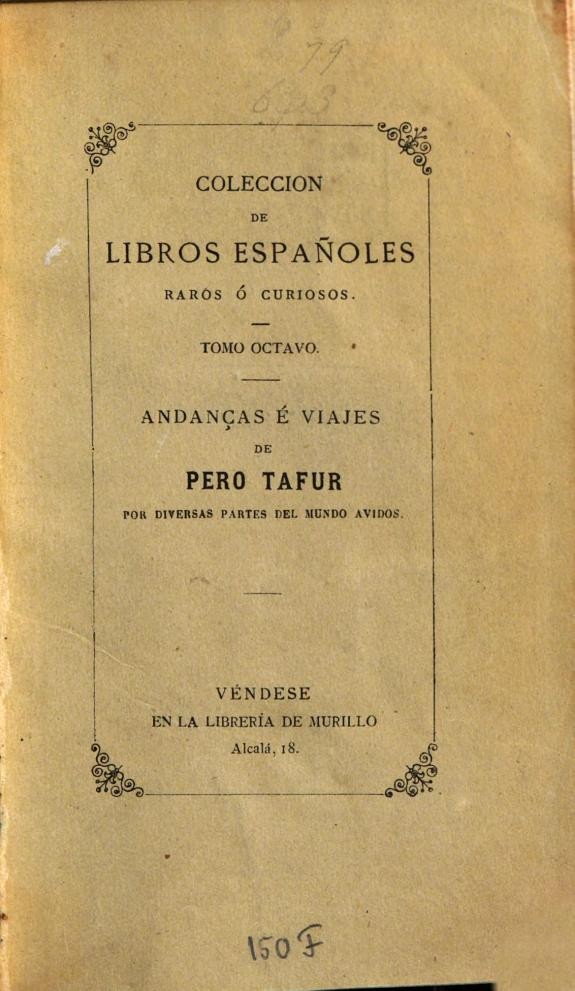 COLECCION
DE
LIBROS ESPAÑOLES
RAROS Ó CURIOSOS.
TOMO OCTAVO.
ANDANÇAS É VIAJES
DE
PERO TAFUR
POR DIVERSAS PARTES DEL MUNDO AVIDOS.
VÉNDESE
EN LA LIBRERÍA DE MURILLO
Alcalá, 18.
150 F